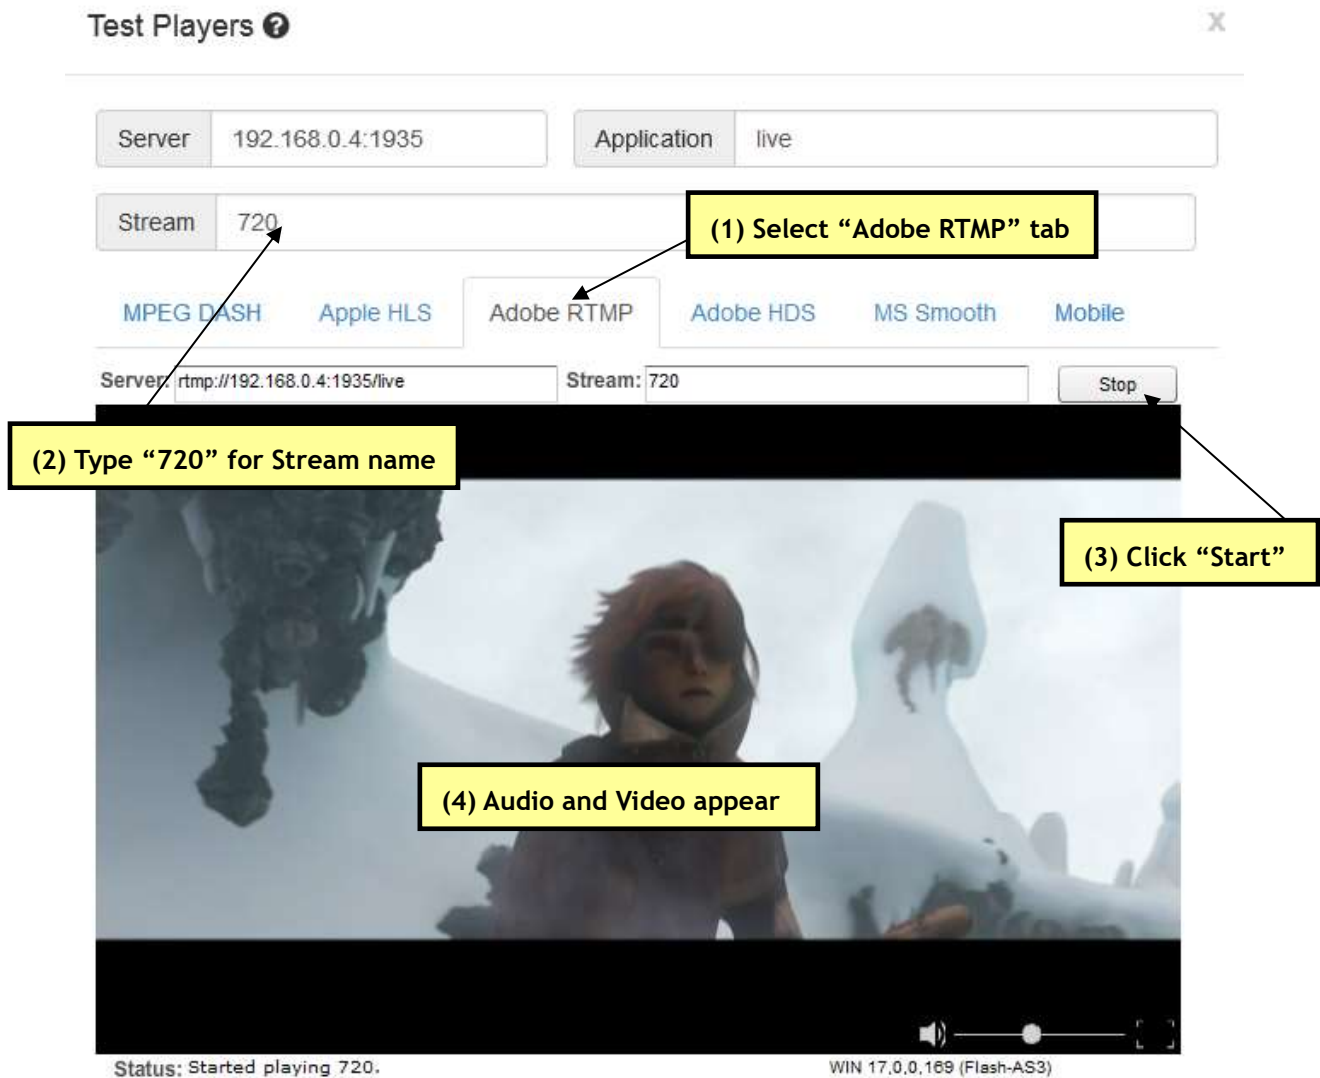 Test Players ?
X
Server 192.168.0.4:1935 Application live
Stream 720
(1) Select “Adobe RTMP” tab
MPEG DASH Apple HLS Adobe RTMP Adobe HDS MS Smooth Mobile
Server: rtmp://192.168.0.4:1935/live Stream: 720 Stop
(2) Type “720” for Stream name
(3) Click “Start”
(4) Audio and Video appear
Status: Started playing 720.
WIN 17,0,0,169 (Flash-AS3)